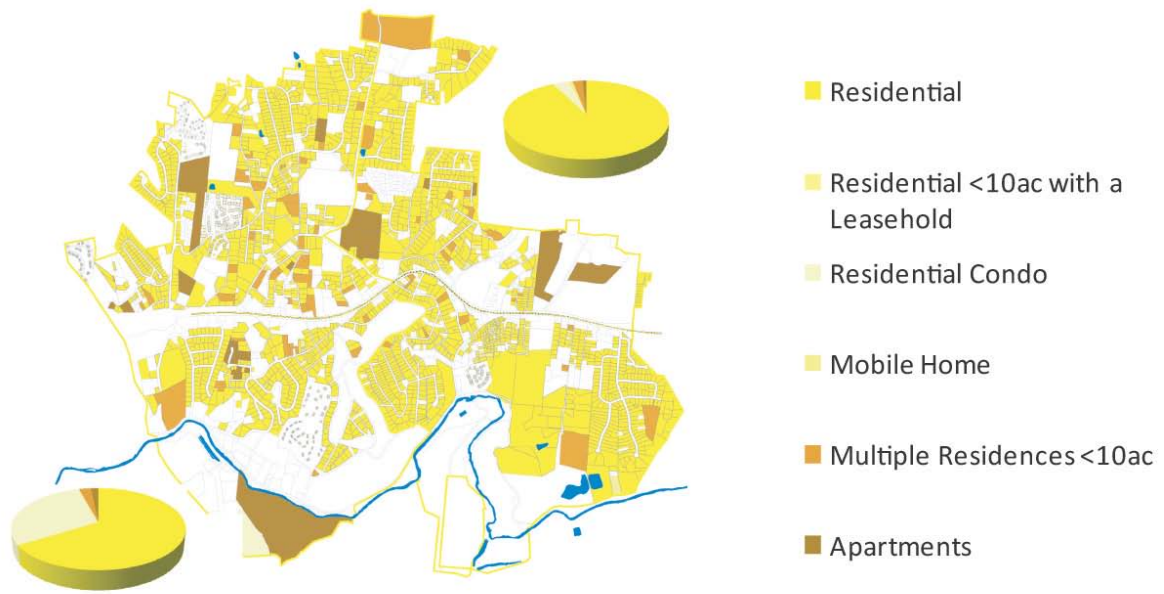 Residential
Residential <10ac with a
Leasehold
Residential Condo
Mobile Home
Multiple Residences <10ac
Apartments